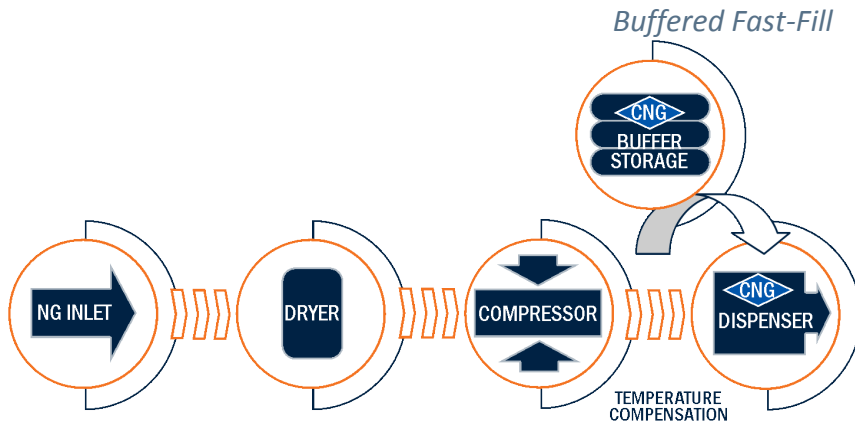 Buffered Fast-Fill
CNG
BUFFER
STORAGE
NG INLET
DRYER
COMPRESSOR
CNG
DISPENSER
TEMPERATURE
COMPENSATION